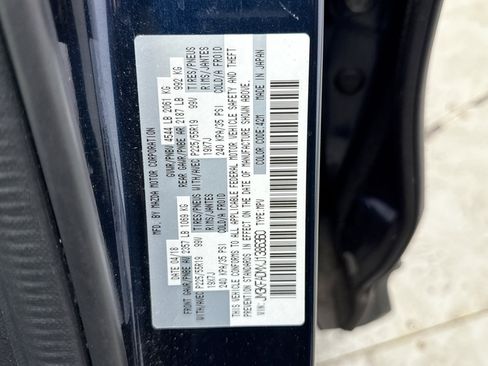 MFD. BY MAZDA MOTOR CORPORATION
DATE 04/18 GVWR/PNBV 4544 LB 2061 KG
FRONT GAWR/PNBE AV 2357 LB 1069 KG REAR GAWR/PNBE AR 2187 LB 992 KG
WITH/AVEC P225/55R19 99V TIRES/PNEUS WITH/AVEC P225/55R19 99V TIRES/PNEUS
19X7J RIMS/JANTES 19X7J RIMS/JANTES
240 KPA/35 PSI COLD/A FROID 240 KPA/35 PSI COLD/A FROID
THIS VEHICLE CONFORMS TO ALL APPLICABLE FEDERAL MOTOR VEHICLE SAFETY AND THEFT
PREVENTION STANDARDS IN EFFECT ON THE DATE OF MANUFACTURE SHOWN ABOVE.
TYPE:MPV COLOR CODE:42M MADE IN JAPAN